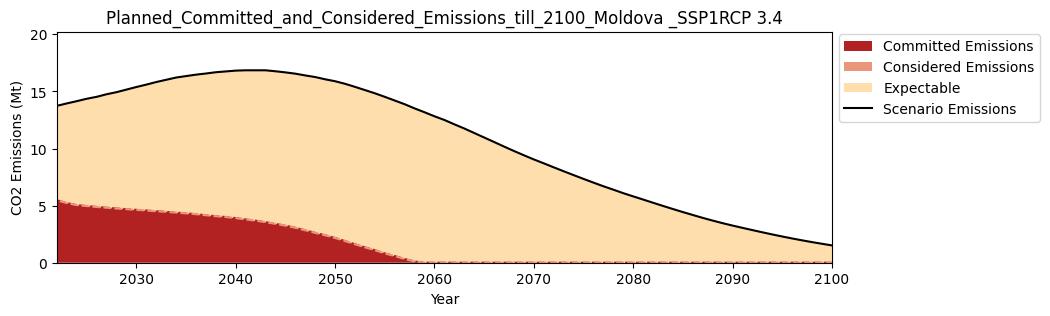 Planned_Committed_and_Considered_Emissions_till_2100_Moldova _SSP1RCP 3.4
20
15
10
5
0
CO2 Emissions (Mt)
2030 2040 2050 2060 2070 2080 2090 2100
Year
Committed Emissions
Considered Emissions
Expectable
Scenario Emissions